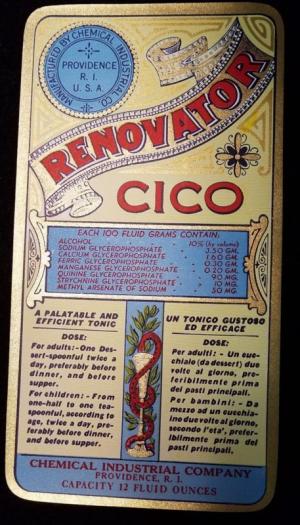 MANUFACTURED BY CHEMICAL INDUSTRIAL CO.
PROVIDENCE
R. I.
U. S. A.
RENOVATOR
CICO
EACH 100 FLUID GRAMS CONTAIN:
ALCOHOL - 10% (by volume)
SODIUM GLYCEROPHOSPHATE - 3.50 GM.
CALCIUM GLYCEROPHOSPHATE - 1.60 GM.
FERRIC GLYCEROPHOSPHATE - 0.30 GM.
MANGANESE GLYCEROPHOSPHATE - 0.20 GM.
QUININE GLYCEROPHOSPHATE - 90 MG.
STRYCHNINE GLYCEROPHOSPHATE - 10 MG.
METHYL ARSENATE OF SODIUM - 50 MG.
A PALATABLE AND
EFFICIENT TONIC
DOSE:
For adults:-One Des-
sert-spoonful twice a
day, preferably before
dinner, and before
supper.
For children: - From
one-half to one tea-
spoonful, according to
age, twice a day, pre-
ferably before dinner,
and before supper.
UN TONICO GUSTOSO
ED EFFICACE
DOSE:
Per adulti: - Un cuc-
chiaio (da dessert) due
volte al giorno, pre-
feribilmente prima
dei pasti principali.
Per bambini: - Da
mezzo ad un cucchia-
ino due volte al giorno,
secondo l'eta', preferi-
bilmente prima dei
pasti principali.
CHEMICAL INDUSTRIAL COMPANY
PROVIDENCE, R. I.
CAPACITY 12 FLUID OUNCES